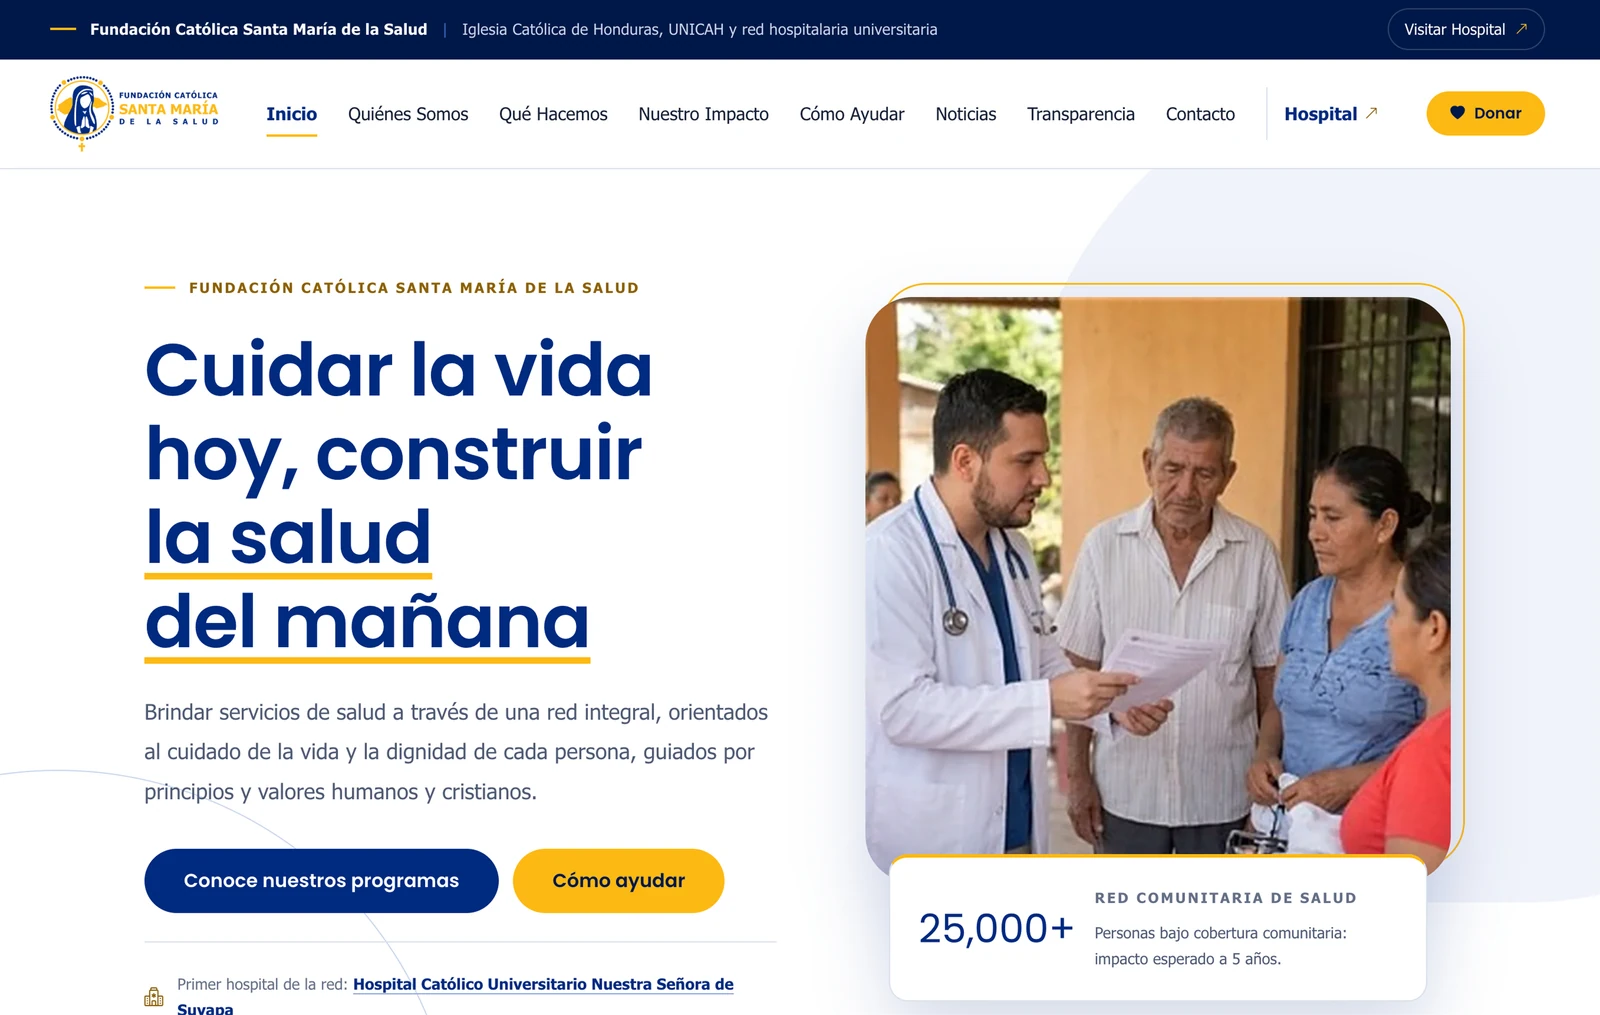 Fundación Católica Santa María de la Salud | Iglesia Católica de Honduras, UNICAH y red hospitalaria universitaria
Visitar Hospital ↗
FUNDACIÓN CATÓLICA
SANTA MARÍA
DE LA SALUD
Inicio
Quiénes Somos
Qué Hacemos
Nuestro Impacto
Cómo Ayudar
Noticias
Transparencia
Contacto
Hospital ↗
Donar
FUNDACIÓN CATÓLICA SANTA MARÍA DE LA SALUD
Cuidar la vida
hoy, construir
la salud
del mañana
Brindar servicios de salud a través de una red integral, orientados
al cuidado de la vida y la dignidad de cada persona, guiados por
principios y valores humanos y cristianos.
Conoce nuestros programas
Cómo ayudar
Primer hospital de la red: Hospital Católico Universitario Nuestra Señora de
Suyapa
25,000+
RED COMUNITARIA DE SALUD
Personas bajo cobertura comunitaria:
impacto esperado a 5 años.